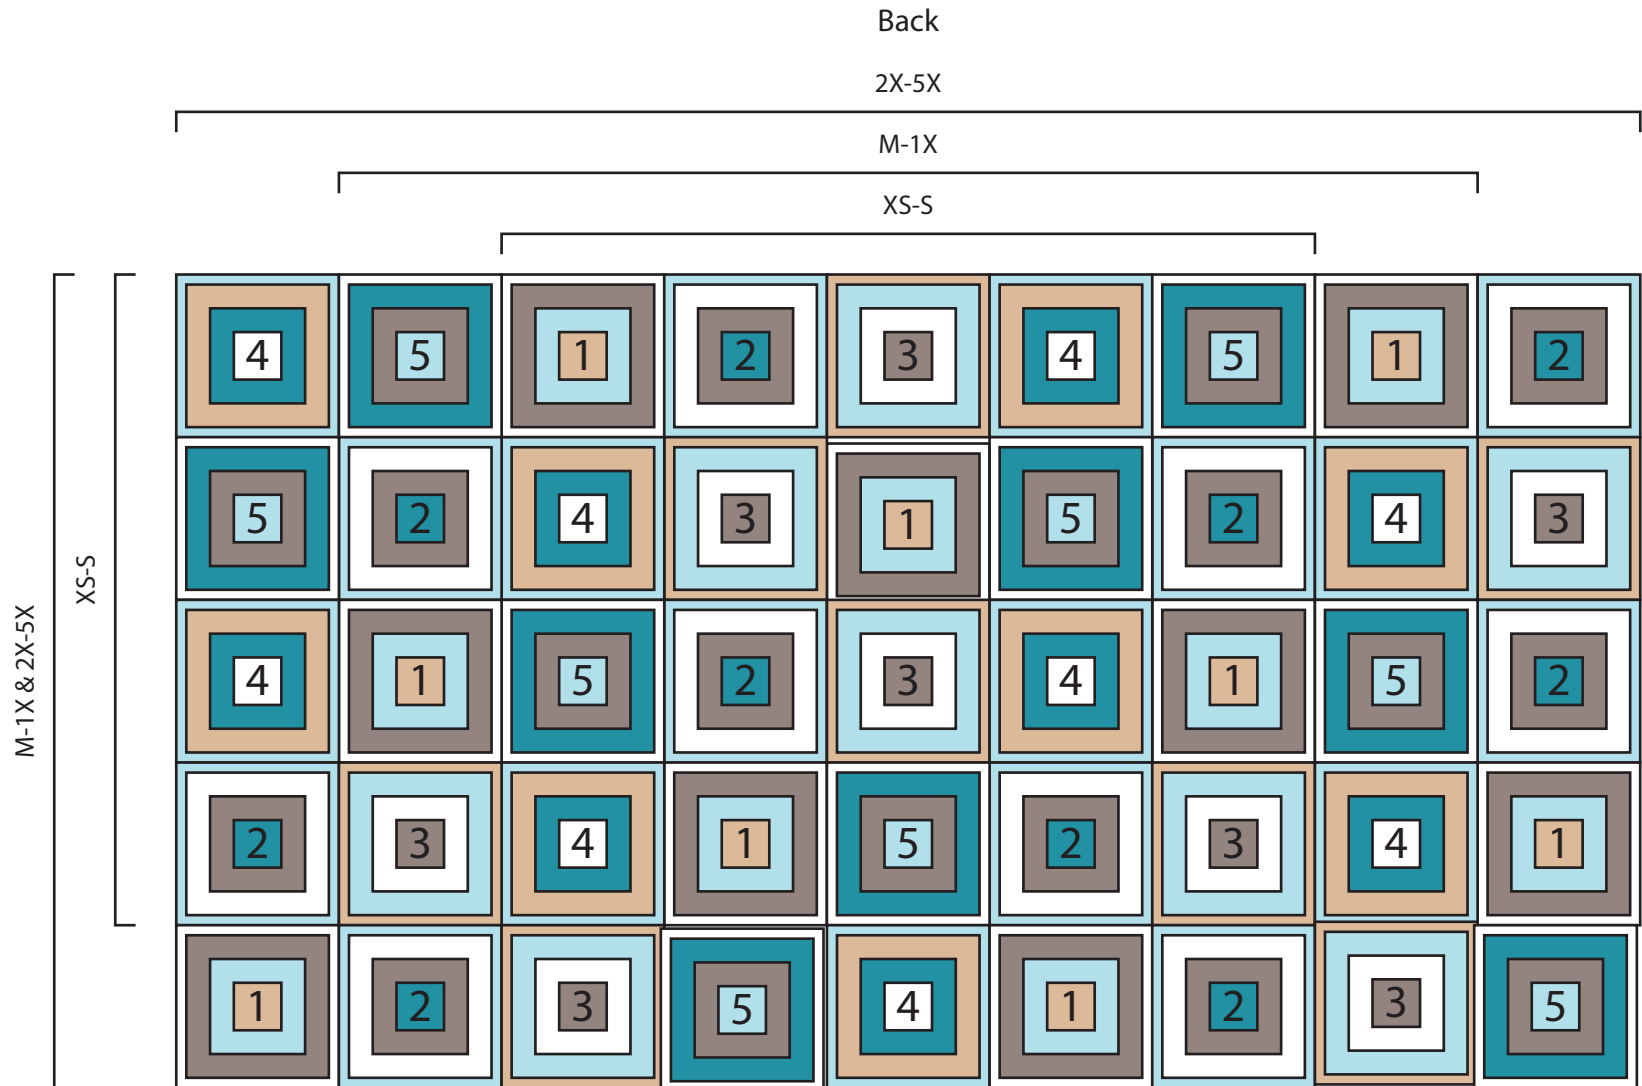 Back
2X-5X
M-1X
XS-S
M-1X & 2X-5X
XS-S
4 5 1 2 3 4 5 1 2
5 2 4 3 1 5 2 4 3
4 1 5 2 3 4 1 5 2
2 3 4 1 5 2 3 4 1
1 2 3 5 4 1 2 3 5